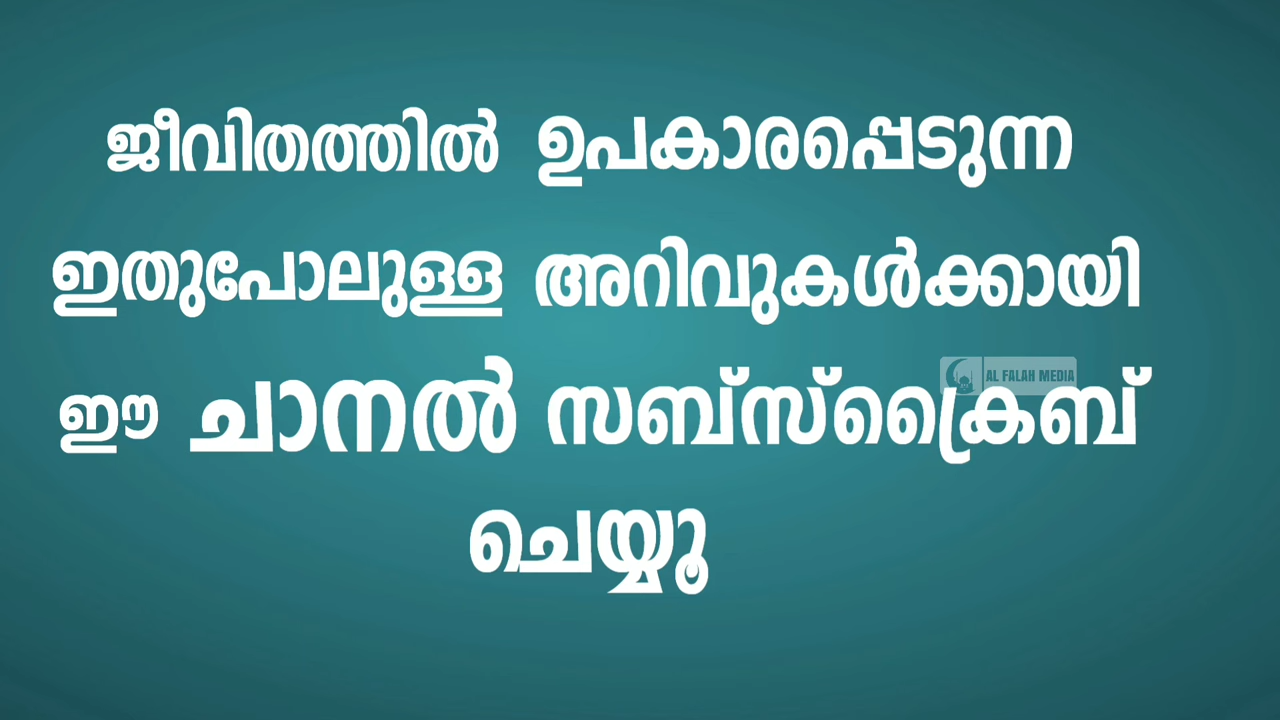 ജീവിതത്തിൽ ഉപകാരപ്പെടുന്ന
ഇതുപോലുള്ള അറിവുകൾക്കായി
ഈ ചാനൽ സബ്സ്ക്രൈബ്
ചെയ്യൂ
AL FALAH MEDIA